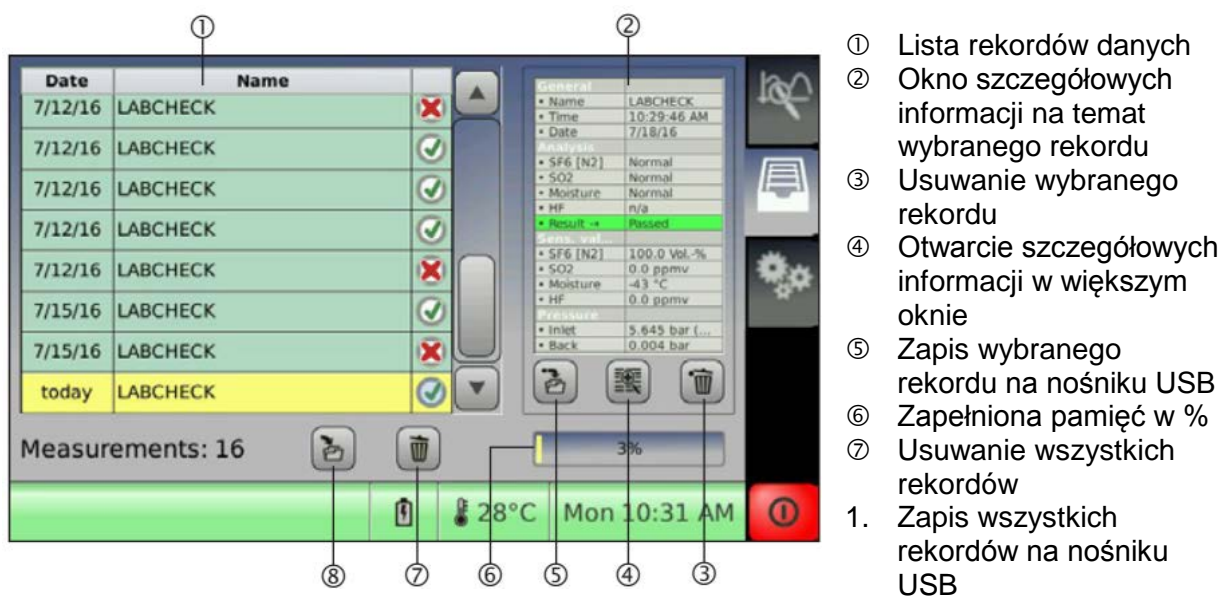 ① ②
Date Name
7/12/16 LABCHECK
7/12/16 LABCHECK
7/12/16 LABCHECK
7/12/16 LABCHECK
7/12/16 LABCHECK
7/15/16 LABCHECK
7/15/16 LABCHECK
today LABCHECK
General
• Name LABCHECK
• Time 10:29:46 AM
• Date 7/18/16
Analysis
• SF6 [N2] Normal
• SO2 Normal
• Moisture Normal
• HF n/a
• Result → Passed
Sens. val...
• SF6 [N2] 100.0 Vol.-%
• SO2 0.0 ppmv
• Moisture -43 °C
• HF 0.0 ppmv
Pressure
• Inlet 5.645 bar (...
• Back 0.004 bar
Measurements: 16
3%
28°C Mon 10:31 AM
⑧ ⑦ ⑥ ⑤ ④ ③
① Lista rekordów danych
② Okno szczegółowych
informacji na temat
wybranego rekordu
③ Usuwanie wybranego
rekordu
④ Otwarcie szczegółowych
informacji w większym
oknie
⑤ Zapis wybranego
rekordu na nośniku USB
⑥ Zapełniona pamięć w %
⑦ Usuwanie wszystkich
rekordów
1. Zapis wszystkich
rekordów na nośniku
USB